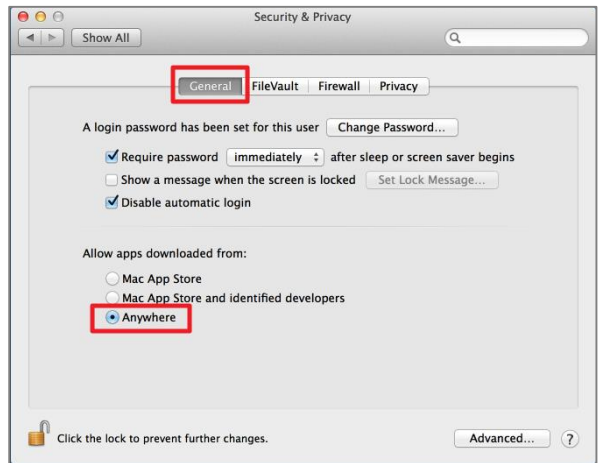 Security & Privacy
Show All
General FileVault Firewall Privacy
A login password has been set for this user Change Password...
Require password immediately after sleep or screen saver begins
Show a message when the screen is locked Set Lock Message...
Disable automatic login
Allow apps downloaded from:
Mac App Store
Mac App Store and identified developers
Anywhere
Click the lock to prevent further changes. Advanced... ?